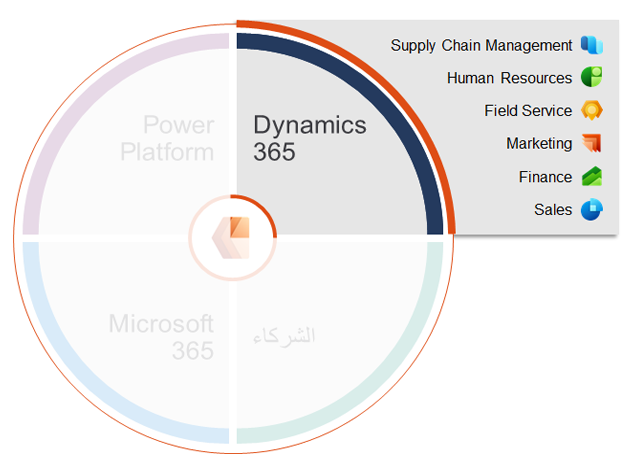 Power
Platform
Dynamics
365
Supply Chain Management
Human Resources
Field Service
Marketing
Finance
Sales
Microsoft
365
الشركاء